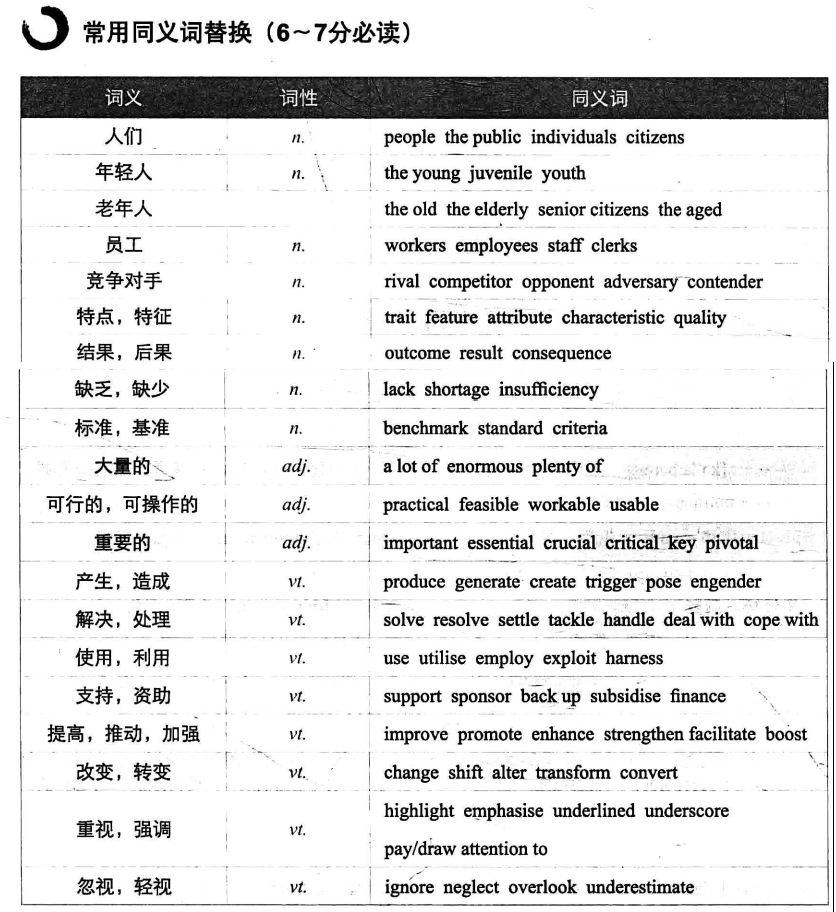 常用同义词替换（6～7分必读）
词义 词性 同义词
人们 n. people the public individuals citizens
年轻人 n. the young juvenile youth
老年人 the old the elderly senior citizens the aged
员工 n. workers employees staff clerks
竞争对手 n. rival competitor opponent adversary contender
特点，特征 n. trait feature attribute characteristic quality
结果，后果 n. outcome result consequence
缺乏，缺少 n. lack shortage insufficiency
标准，基准 n. benchmark standard criteria
大量的 adj. a lot of enormous plenty of
可行的，可操作的 adj. practical feasible workable usable
重要的 adj. important essential crucial critical key pivotal
产生，造成 vt. produce generate create trigger pose engender
解决，处理 vt. solve resolve settle tackle handle deal with cope with
使用，利用 vt. use utilise employ exploit harness
支持，资助 vt. support sponsor back up subsidise finance
提高，推动，加强 vt. improve promote enhance strengthen facilitate boost
改变，转变 vt. change shift alter transform convert
重视，强调 vt. highlight emphasise underlined underscore
pay/draw attention to
忽视，轻视 vt. ignore neglect overlook underestimate